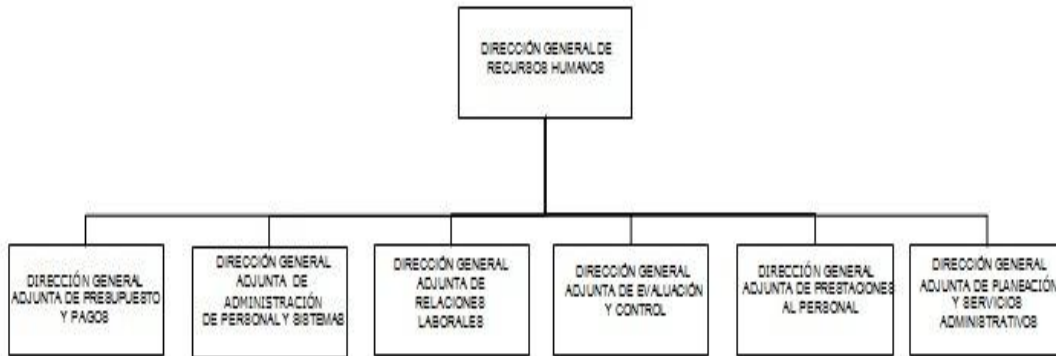 DIRECCIÓN GENERAL DE
RECURSOS HUMANOS
DIRECCIÓN GENERAL
ADJUNTA DE PRESUPUESTO
Y PAGOS
DIRECCIÓN GENERAL
ADJUNTA DE
ADMINISTRACIÓN
DE PERSONAL Y SISTEMAS
DIRECCIÓN GENERAL
ADJUNTA DE
RELACIONES
LABORALES
DIRECCIÓN GENERAL
ADJUNTA DE EVALUACIÓN
Y CONTROL
DIRECCIÓN GENERAL
ADJUNTA DE PRESTACIONES
AL PERSONAL
DIRECCIÓN GENERAL
ADJUNTA DE PLANEACIÓN
Y SERVICIOS
ADMINISTRATIVOS